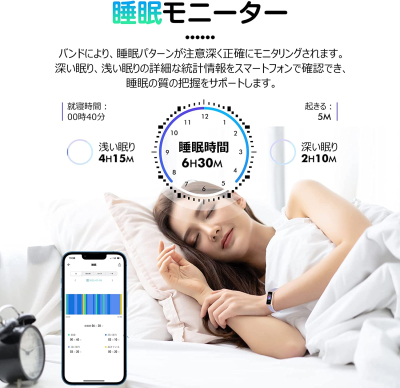 睡眠モニーター
バンドにより、睡眠パターンが注意深く正確にモニタリングされます。
深い眠り、浅い眠りの詳細な統計情報をスマートフォンで確認でき、
睡眠の質の把握をサポートします。
就寝時間：
00時40分
起きる：
5M
12
1
2
3
4
5
6
7
8
9
10
11
睡眠時間
6H30M
浅い眠り
4H15M
深い眠り
2H10M